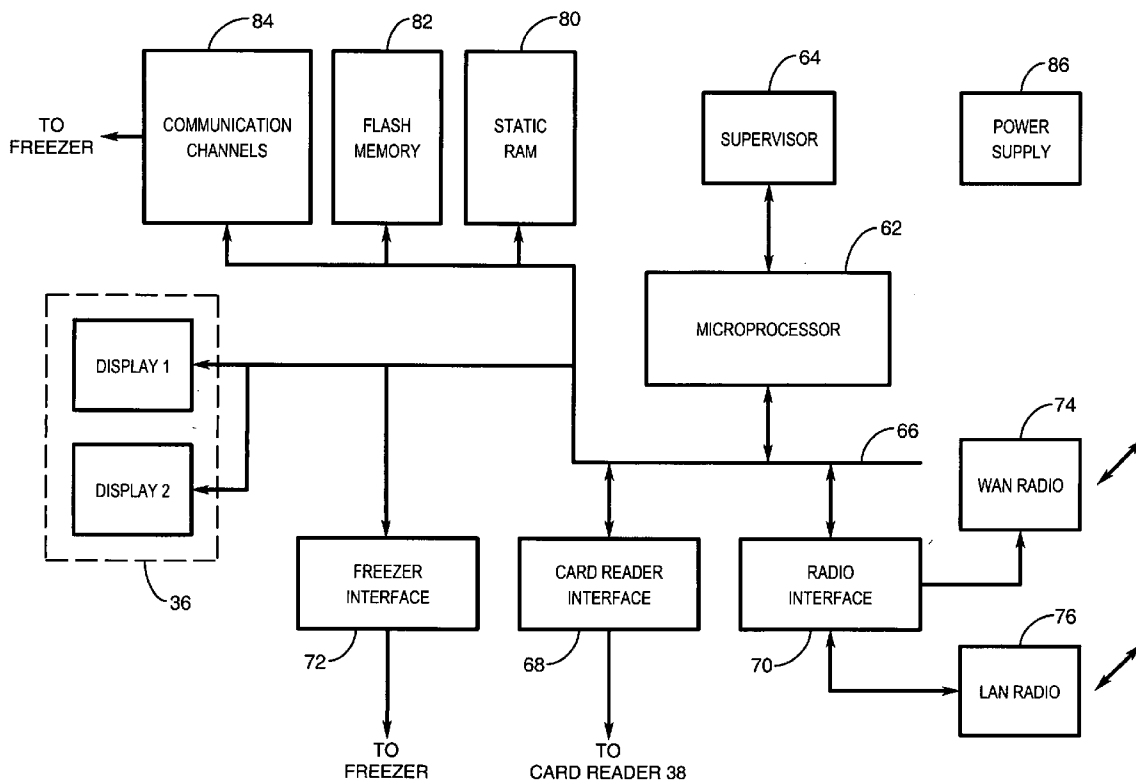 84
82
80
64
86
COMMUNICATION
CHANNELS
FLASH
MEMORY
STATIC
RAM
SUPERVISOR
POWER
SUPPLY
TO
FREEZER
62
MICROPROCESSOR
DISPLAY 1
DISPLAY 2
36
66
74
WAN RADIO
FREEZER
INTERFACE
72
CARD READER
INTERFACE
68
RADIO
INTERFACE
70
76
LAN RADIO
TO
FREEZER
TO
CARD READER 38